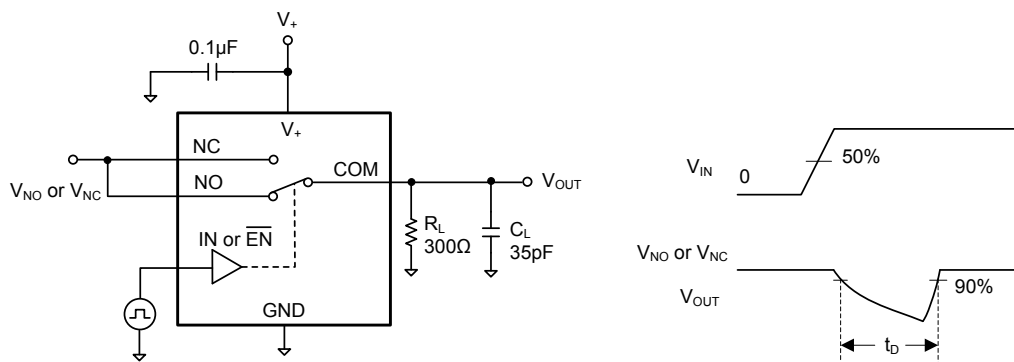 V+
0.1µF
V+
NC
NO
COM
VNO or VNC
VOUT
IN or EN
RL
300Ω
CL
35pF
GND
VIN
0
50%
VNO or VNC
VOUT
90%
tD